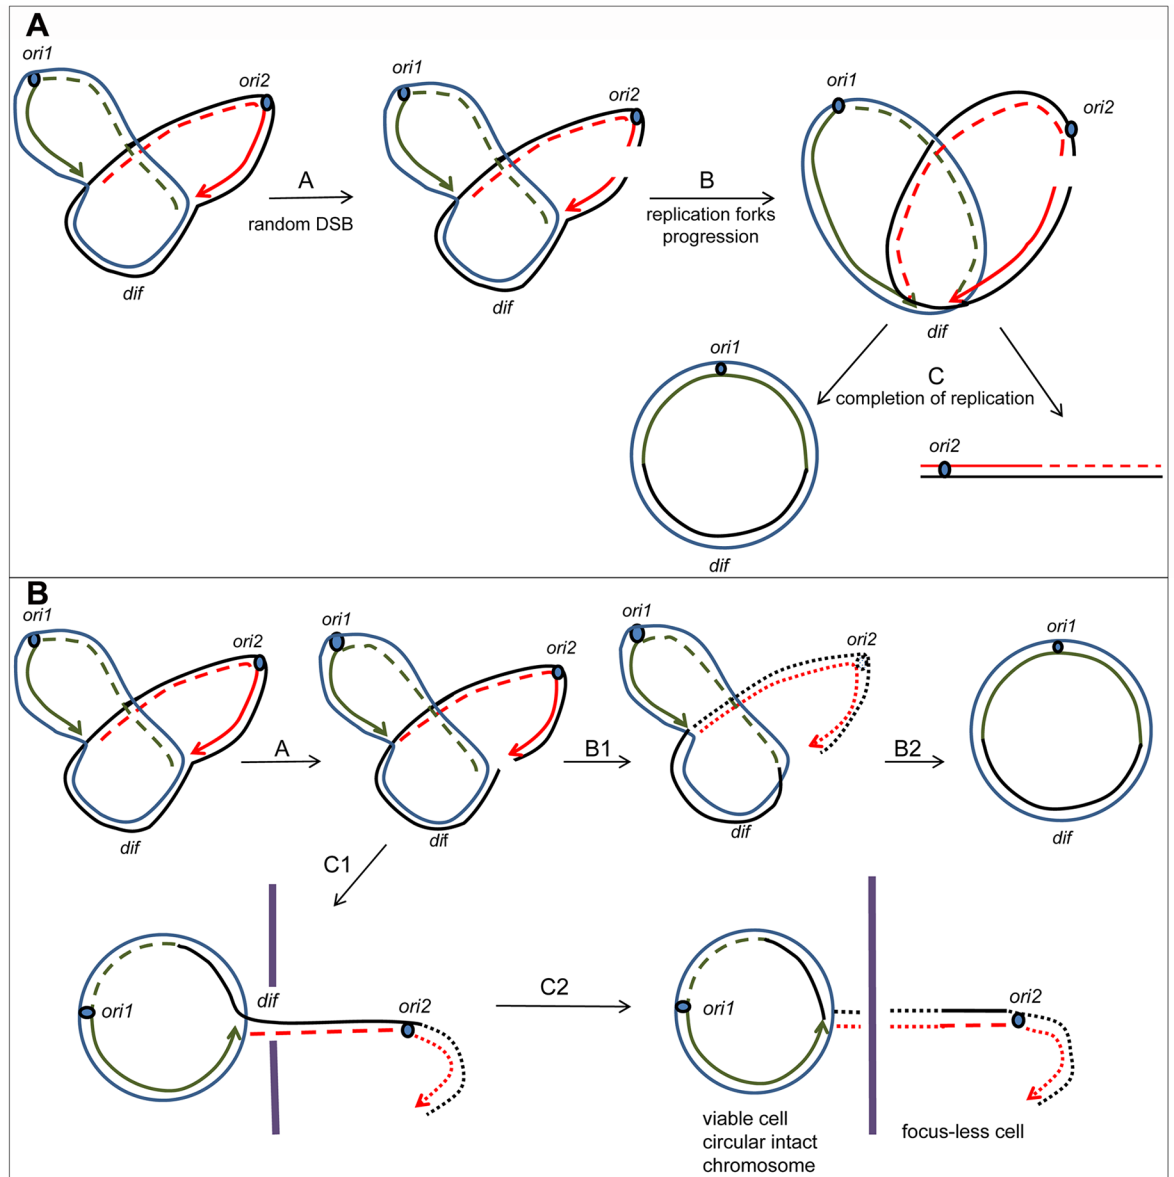 A
ori1
ori2
dif
A
random DSB
ori1
ori2
dif
B
replication forks
progression
ori1
ori2
dif
C
completion of replication
ori1
dif
ori2
B
ori1
ori2
dif
A
ori1
ori2
dif
B1
ori1
ori2
dif
B2
ori1
dif
C1
ori1
dif
ori2
C2
ori1
ori2
viable cell
circular intact
chromosome
focus-less cell